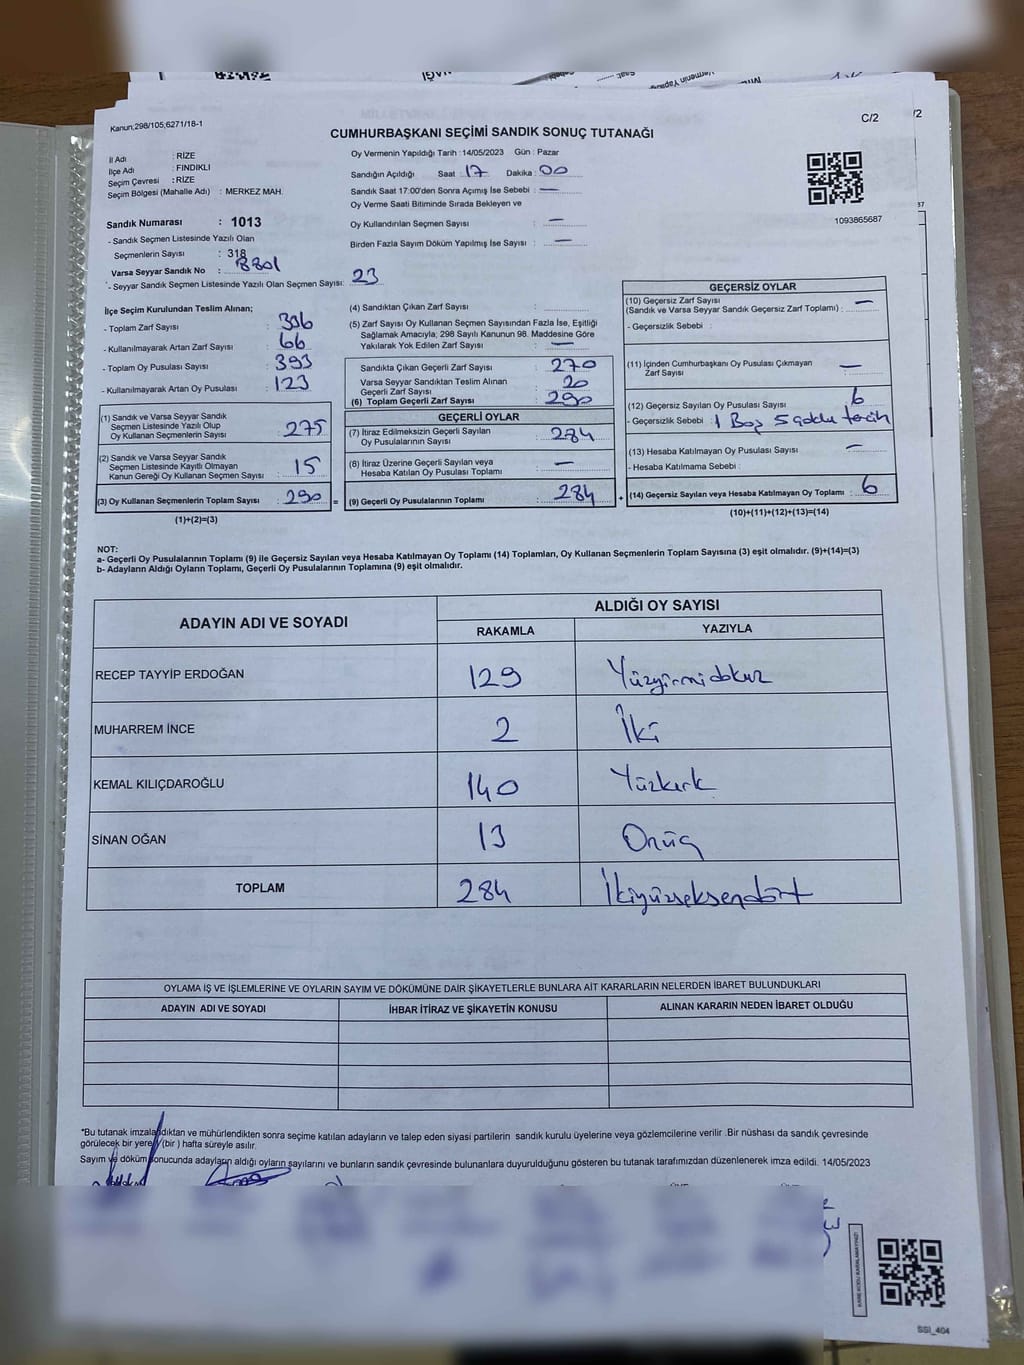 Kanun;298/105;6271/18-1
C/2
/2
CUMHURBAŞKANI SEÇİMİ SANDIK SONUÇ TUTANAĞI
İl Adı : RİZE
İlçe Adı : FINDIKLI
Seçim Çevresi : RİZE
Seçim Bölgesi (Mahalle Adı) : MERKEZ MAH.
Oy Vermenin Yapıldığı Tarih :14/05/2023 Gün : Pazar
Sandığın Açıldığı Saat : 17 Dakika : 00
Sandık Saat 17:00'den Sonra Açımış İse Sebebi : —
Oy Verme Saati Bitiminde Sırada Bekleyen ve
Oy Kullandırılan Seçmen Sayısı : —
Birden Fazla Sayım Döküm Yapılmış İse Sayısı : —
1093865687
Sandık Numarası : 1013
- Sandık Seçmen Listesinde Yazılı Olan
Seçmenlerin Sayısı : 318
Varsa Seyyar Sandık No :
- Seyyar Sandık Seçmen Listesinde Yazılı Olan Seçmen Sayısı: 23
İlçe Seçim Kurulundan Teslim Alınan;
- Toplam Zarf Sayısı :
- Kullanılmayarak Artan Zarf Sayısı : 66
- Toplam Oy Pusulası Sayısı : 393
- Kullanılmayarak Artan Oy Pusulası : 123
(1) Sandık ve Varsa Seyyar Sandık
Seçmen Listesinde Yazılı Olup
Oy Kullanan Seçmenlerin Sayısı : 275
(2) Sandık ve Varsa Seyyar Sandık
Seçmen Listesinde Kayıtlı Olmayan
Kanun Gereği Oy Kullanan Seçmen Sayısı : 15
(3) Oy Kullanan Seçmenlerin Toplam Sayısı : 290 =
(1)+(2)=(3)
(4) Sandıktan Çıkan Zarf Sayısı :
(5) Zarf Sayısı Oy Kullanan Seçmen Sayısından Fazla İse, Eşitliği
Sağlamak Amacıyla; 298 Sayılı Kanunun 98. Maddesine Göre
Yakılarak Yok Edilen Zarf Sayısı : —
Sandıkta Çıkan Geçerli Zarf Sayısı : 270
Varsa Seyyar Sandıktan Teslim Alınan
Geçerli Zarf Sayısı : 20
(6) Toplam Geçerli Zarf Sayısı : 290
GEÇERLİ OYLAR
(7) İtiraz Edilmeksizin Geçerli Sayılan
Oy Pusulalarının Sayısı : 284
(8) İtiraz Üzerine Geçerli Sayılan veya
Hesaba Katılan Oy Pusulası Toplamı : —
(9) Geçerli Oy Pusulalarının Toplamı : 284 +
GEÇERSİZ OYLAR
(10) Geçersiz Zarf Sayısı
(Sandık ve Varsa Seyyar Sandık Geçersiz Zarf Toplamı) : —
- Geçersizlik Sebebi :
(11) İçinden Cumhurbaşkanı Oy Pusulası Çıkmayan
Zarf Sayısı : —
(12) Geçersiz Sayılan Oy Pusulası Sayısı : 6
- Geçersizlik Sebebi : 1 Boş 5 tercih
(13) Hesaba Katılmayan Oy Pusulası Sayısı : —
- Hesaba Katılmama Sebebi :
(14) Geçersiz Sayılan veya Hesaba Katılmayan Oy Toplamı : 6
(10)+(11)+(12)+(13)=(14)
NOT:
a- Geçerli Oy Pusulalarının Toplamı (9) ile Geçersiz Sayılan veya Hesaba Katılmayan Oy Toplamı (14) Toplamları, Oy Kullanan Seçmenlerin Toplam Sayısına (3) eşit olmalıdır. (9)+(14)=(3)
b- Adayların Aldığı Oyların Toplamı, Geçerli Oy Pusulalarının Toplamına (9) eşit olmalıdır.
ADAYIN ADI VE SOYADI
ALDIĞI OY SAYISI
RAKAMLA YAZIYLA
RECEP TAYYİP ERDOĞAN 129 Yüzyirmidokuz
MUHARREM İNCE 2 İki
KEMAL KILIÇDAROĞLU 140 Yüzkırk
SİNAN OĞAN 13 Onüç
TOPLAM 284 İkiyüzseksendört
OYLAMA İŞ VE İŞLEMLERİNE VE OYLARIN SAYIM VE DÖKÜMÜNE DAİR ŞİKAYETLERLE BUNLARA AİT KARARLARIN NELERDEN İBARET BULUNDUKLARI
ADAYIN ADI VE SOYADI İHBAR İTİRAZ VE ŞİKAYETİN KONUSU ALINAN KARARIN NEDEN İBARET OLDUĞU
*Bu tutanak imzalandıktan ve mühürlendikten sonra seçime katılan adayların ve talep eden siyasi partilerin sandık kurulu üyelerine veya gözlemcilerine verilir .Bir nüshası da sandık çevresinde
görülecek bir yere (bir ) hafta süreyle asılır.
Sayım ve döküm sonucunda adayların aldığı oyların sayılarını ve bunların sandık çevresinde bulunanlara duyurulduğunu gösteren bu tutanak tarafımızdan düzenlenerek imza edildi. 14/05/2023
KARE KODU KARALAMAYINIZ!
SSI_404